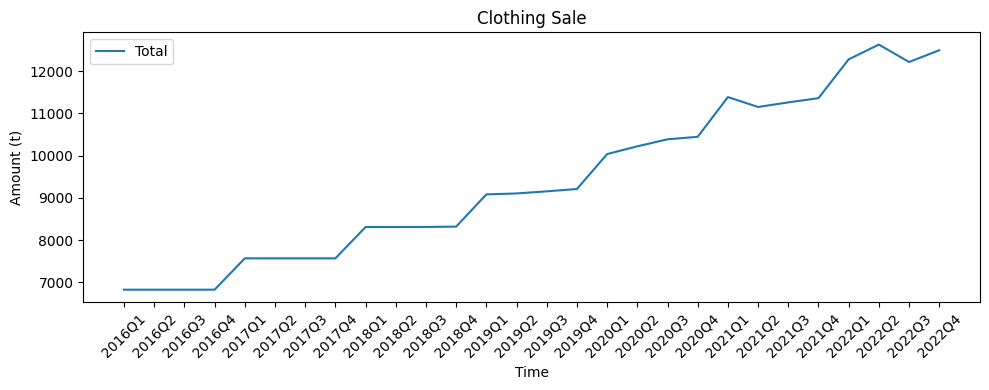 Clothing Sale
Total
Amount (t)
12000
11000
10000
9000
8000
7000
2016Q1
2016Q2
2016Q3
2016Q4
2017Q1
2017Q2
2017Q3
2017Q4
2018Q1
2018Q2
2018Q3
2018Q4
2019Q1
2019Q2
2019Q3
2019Q4
2020Q1
2020Q2
2020Q3
2020Q4
2021Q1
2021Q2
2021Q3
2021Q4
2022Q1
2022Q2
2022Q3
2022Q4
Time